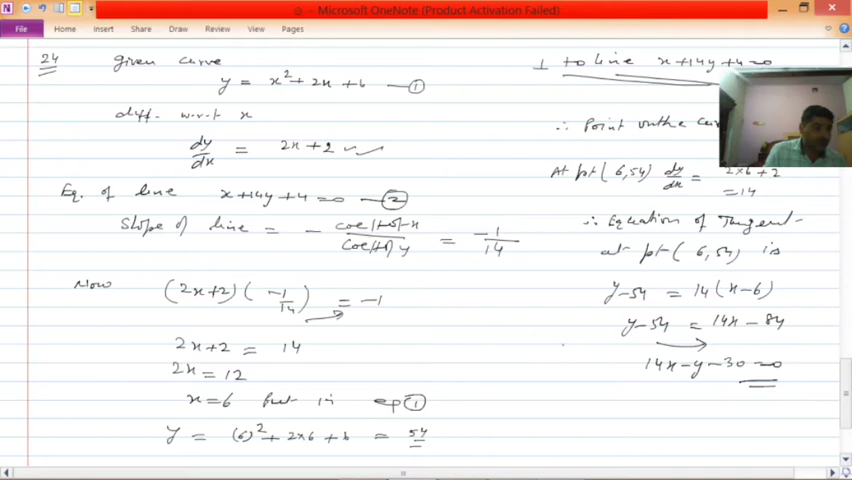 Microsoft OneNote (Product Activation Failed)
File Home Insert Share Draw Review View Pages
24 given curve
y = x² + 2x + 6 —①
diff. w.r.t x
dy/dx = 2x + 2
Eq. of line x+14y+4=0 —②
Slope of line = - coeff of x / coeff of y = -1/14
Now (2x+2)(-1/14) = -1
2x+2 = 14
2x = 12
x=6 put in eq ①
y = (6)² + 2×6 + 6 = 54
⊥ to line x+14y+4=0
∴ Point on the
At pt (6,54) dy/dx = 2×6+2
=14
∴ Equation of Tangent
at pt (6,54) is
y-54 = 14(x-6)
y-54 = 14x-84
14x-y-30=0